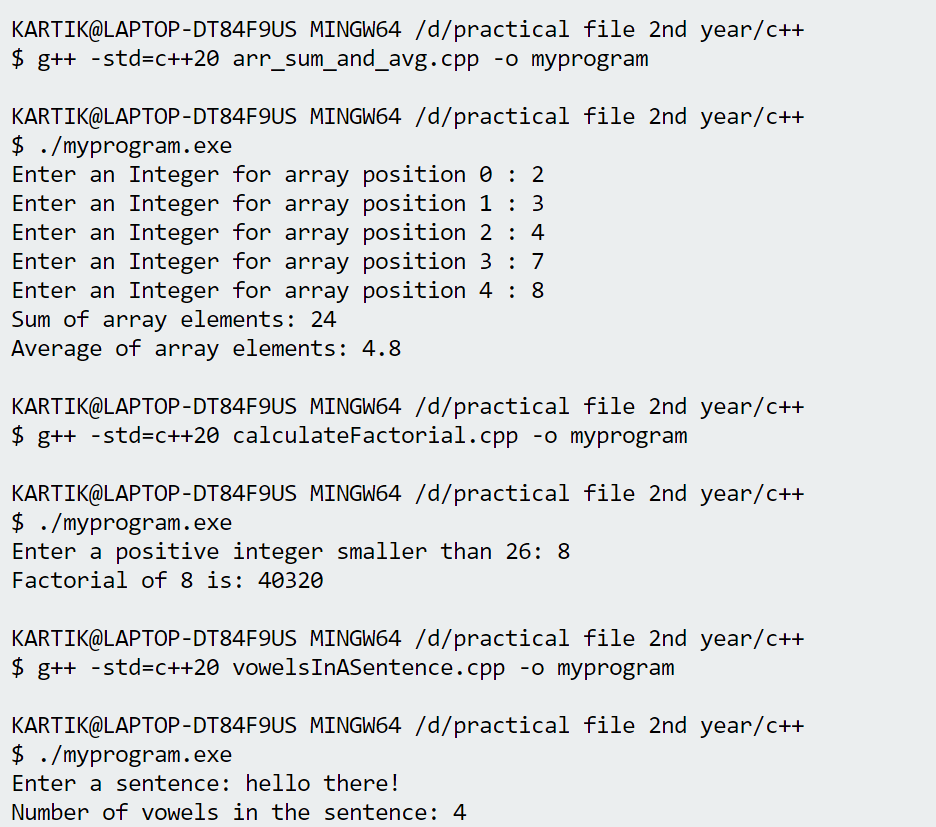 KARTIK@LAPTOP-DT84F9US MINGW64 /d/practical file 2nd year/c++
$ g++ -std=c++20 arr_sum_and_avg.cpp -o myprogram
KARTIK@LAPTOP-DT84F9US MINGW64 /d/practical file 2nd year/c++
$ ./myprogram.exe
Enter an Integer for array position 0 : 2
Enter an Integer for array position 1 : 3
Enter an Integer for array position 2 : 4
Enter an Integer for array position 3 : 7
Enter an Integer for array position 4 : 8
Sum of array elements: 24
Average of array elements: 4.8
KARTIK@LAPTOP-DT84F9US MINGW64 /d/practical file 2nd year/c++
$ g++ -std=c++20 calculateFactorial.cpp -o myprogram
KARTIK@LAPTOP-DT84F9US MINGW64 /d/practical file 2nd year/c++
$ ./myprogram.exe
Enter a positive integer smaller than 26: 8
Factorial of 8 is: 40320
KARTIK@LAPTOP-DT84F9US MINGW64 /d/practical file 2nd year/c++
$ g++ -std=c++20 vowelsInASentence.cpp -o myprogram
KARTIK@LAPTOP-DT84F9US MINGW64 /d/practical file 2nd year/c++
$ ./myprogram.exe
Enter a sentence: hello there!
Number of vowels in the sentence: 4